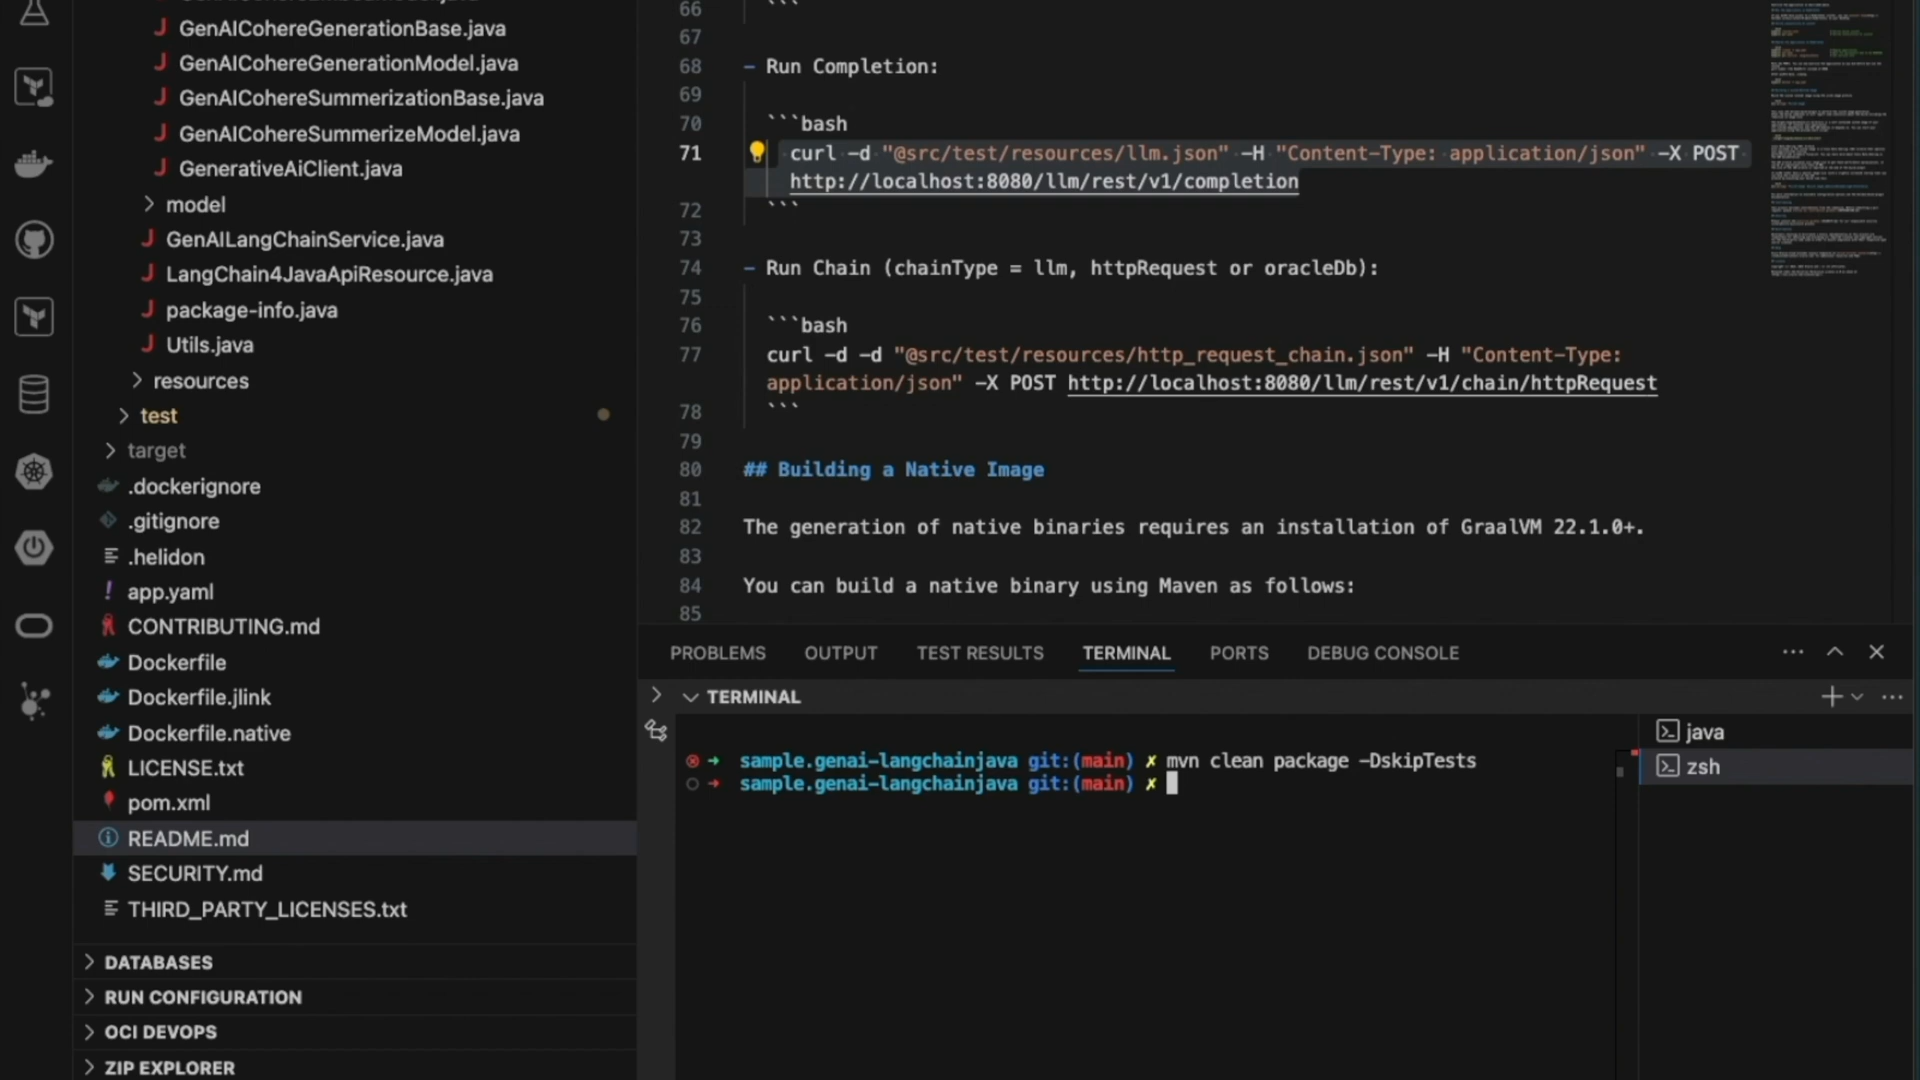 GenAICohereGenerationBase.java
GenAICohereGenerationModel.java
GenAICohereSummerizationBase.java
GenAICohereSummerizeModel.java
GenerativeAiClient.java
model
GenAILangChainService.java
LangChain4JavaApiResource.java
package-info.java
Utils.java
resources
test
target
.dockerignore
.gitignore
.helidon
app.yaml
CONTRIBUTING.md
Dockerfile
Dockerfile.jlink
Dockerfile.native
LICENSE.txt
pom.xml
README.md
SECURITY.md
THIRD_PARTY_LICENSES.txt
DATABASES
RUN CONFIGURATION
OCI DEVOPS
ZIP EXPLORER
66 ```
67
68 – Run Completion:
69
70 ```bash
71 curl –d "@src/test/resources/llm.json" –H "Content-Type: application/json" –X POST
http://localhost:8080/llm/rest/v1/completion
72 ```
73
74 – Run Chain (chainType = llm, httpRequest or oracleDb):
75
76 ```bash
77 curl –d –d "@src/test/resources/http_request_chain.json" –H "Content-Type:
application/json" –X POST http://localhost:8080/llm/rest/v1/chain/httpRequest
78 ```
79
80 ## Building a Native Image
81
82 The generation of native binaries requires an installation of GraalVM 22.1.0+.
83
84 You can build a native binary using Maven as follows:
85
PROBLEMS OUTPUT TEST RESULTS TERMINAL PORTS DEBUG CONSOLE
TERMINAL
sample.genai-langchainjava git:(main) ✗ mvn clean package –DskipTests
sample.genai-langchainjava git:(main) ✗
java
zsh